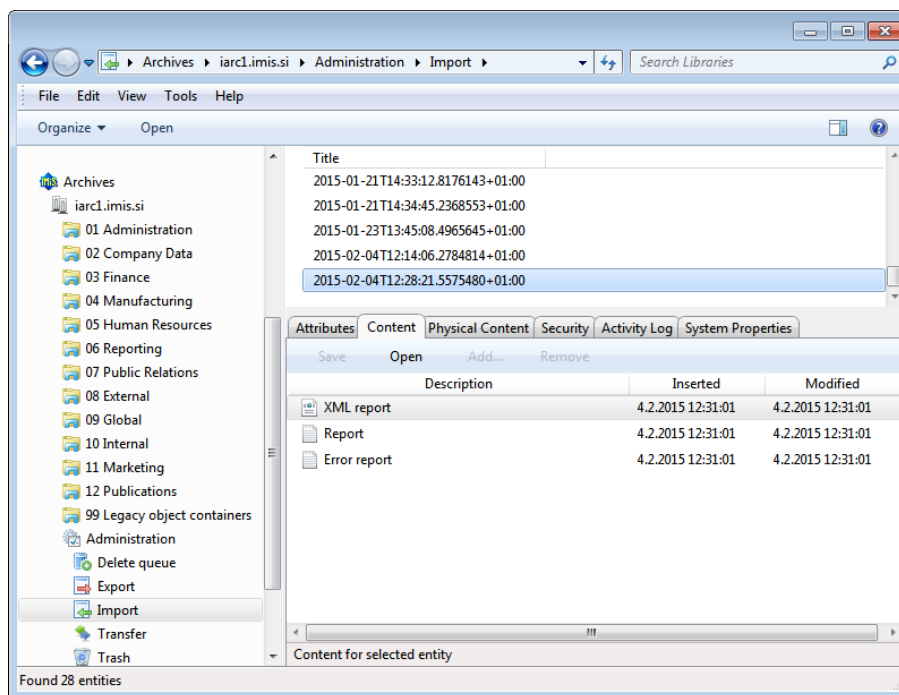 Archives iarc1.imis.si Administration Import Search Libraries
File Edit View Tools Help
Organize Open
Archives
iarc1.imis.si
01 Administration
02 Company Data
03 Finance
04 Manufacturing
05 Human Resources
06 Reporting
07 Public Relations
08 External
09 Global
10 Internal
11 Marketing
12 Publications
99 Legacy object containers
Administration
Delete queue
Export
Import
Transfer
Trash
Title
2015-01-21T14:33:12.8176143+01:00
2015-01-21T14:34:45.2368553+01:00
2015-01-23T13:45:08.4965645+01:00
2015-02-04T12:14:06.2784814+01:00
2015-02-04T12:28:21.5575480+01:00
Attributes Content Physical Content Security Activity Log System Properties
Save Open Add... Remove
Description Inserted Modified
XML report 4.2.2015 12:31:01 4.2.2015 12:31:01
Report 4.2.2015 12:31:01 4.2.2015 12:31:01
Error report 4.2.2015 12:31:01 4.2.2015 12:31:01
Content for selected entity
Found 28 entities